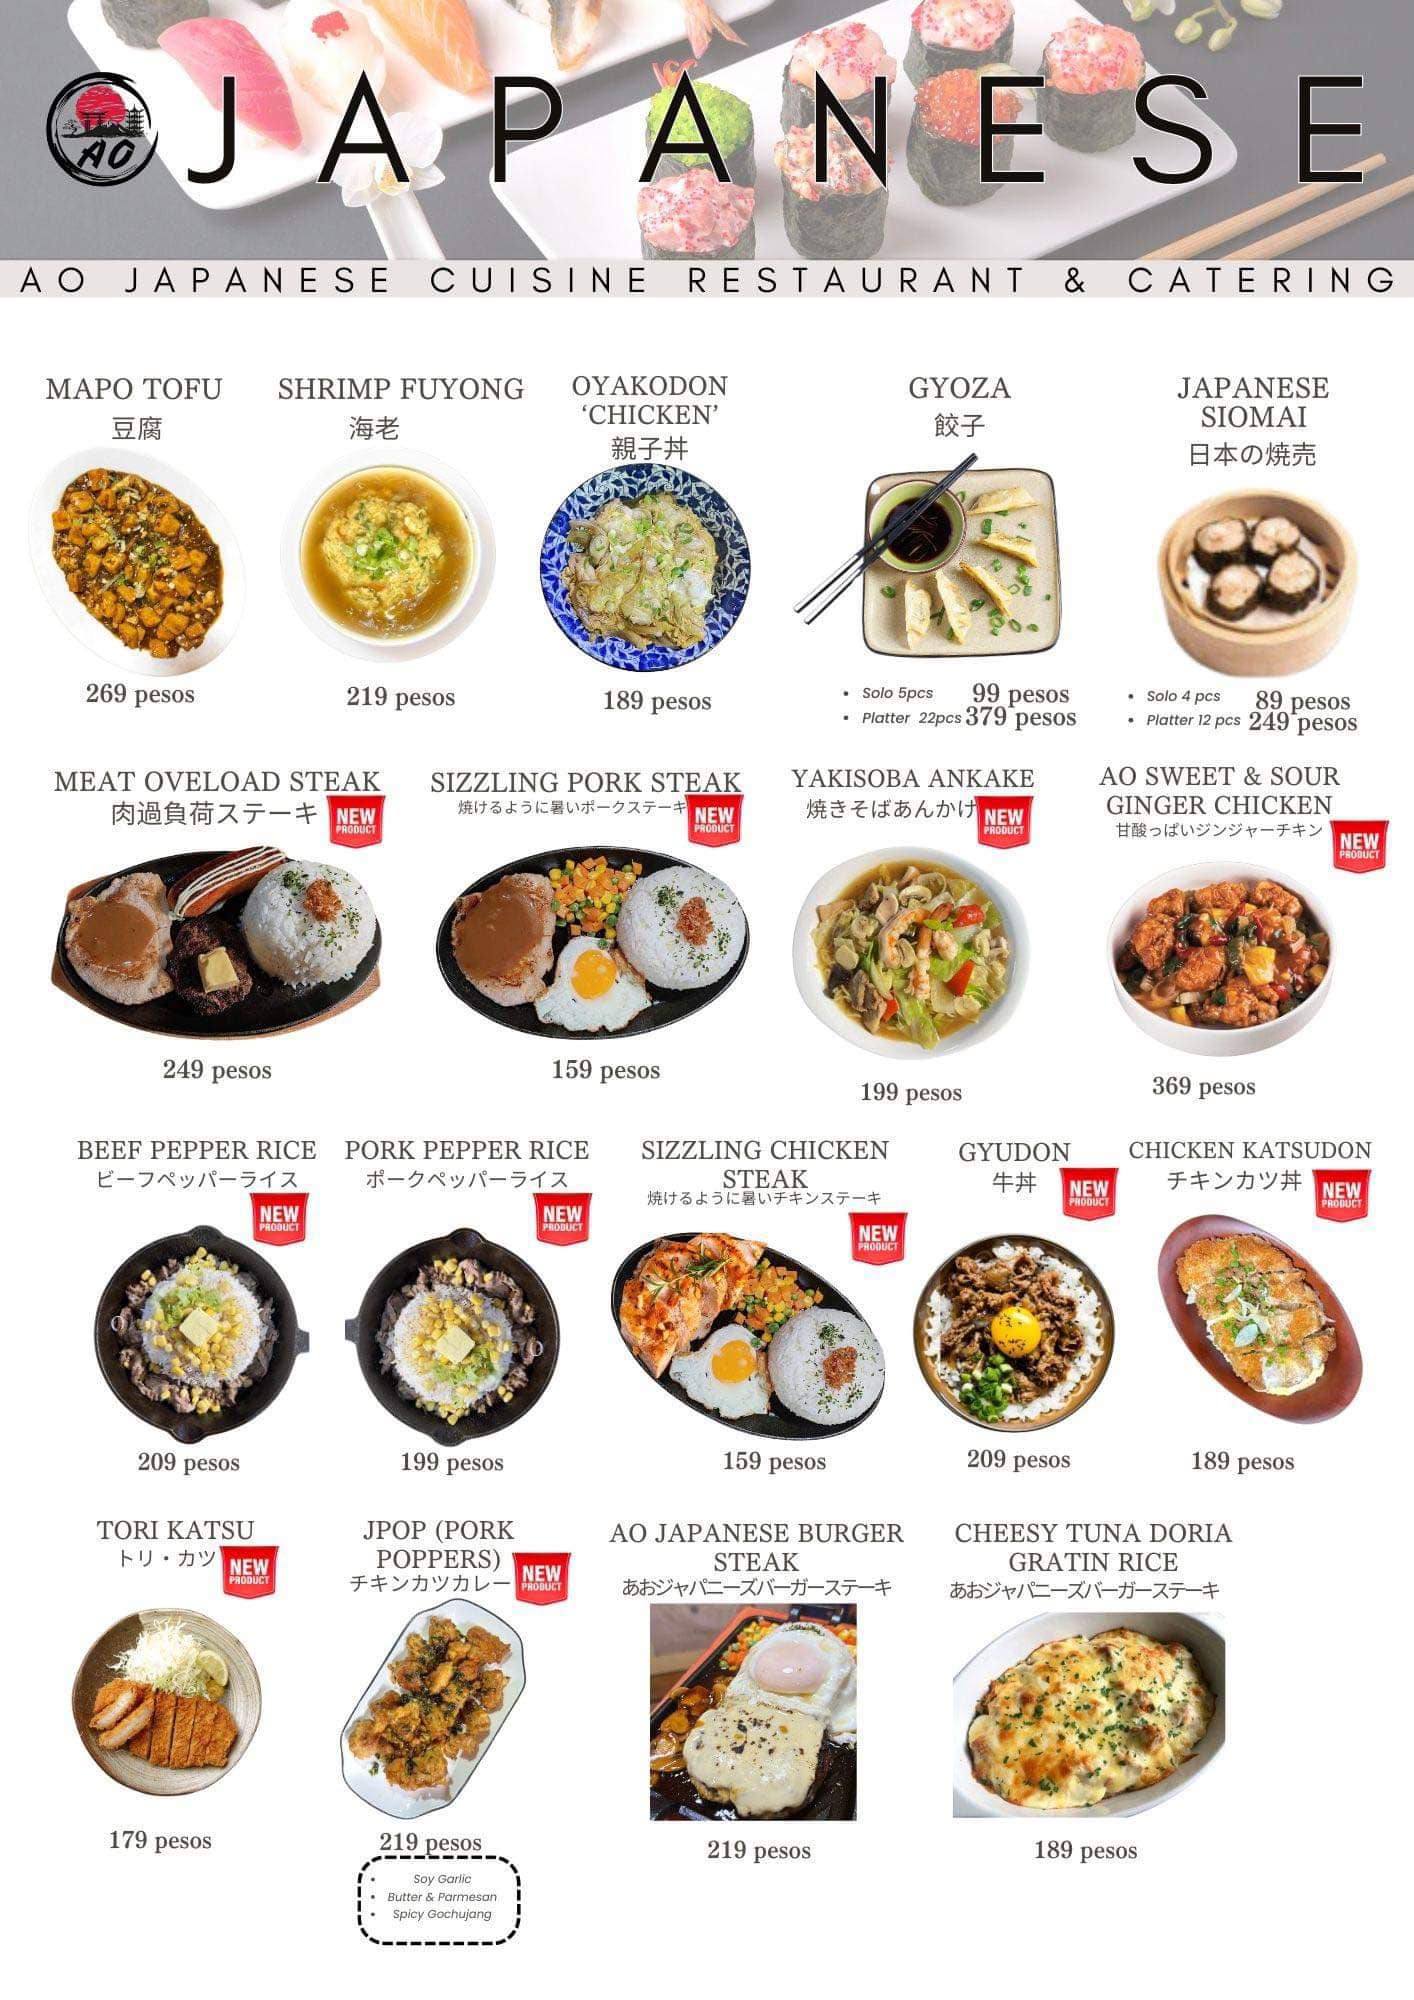 AO
JAPANESE
AO JAPANESE CUISINE RESTAURANT & CATERING
MAPO TOFU
豆腐
269 pesos
SHRIMP FUYONG
海老
219 pesos
OYAKODON
‘CHICKEN’
親子丼
189 pesos
GYOZA
餃子
• Solo 5pcs 99 pesos
• Platter 22pcs 379 pesos
JAPANESE
SIOMAI
日本の焼売
• Solo 4 pcs 89 pesos
• Platter 12 pcs 249 pesos
MEAT OVELOAD STEAK
肉過負荷ステーキ
NEW
PRODUCT
249 pesos
SIZZLING PORK STEAK
焼けるように暑いポークステーキ
NEW
PRODUCT
159 pesos
YAKISOBA ANKAKE
焼きそばあんかけ
NEW
PRODUCT
199 pesos
AO SWEET & SOUR
GINGER CHICKEN
甘酸っぱいジンジャーチキン
NEW
PRODUCT
369 pesos
BEEF PEPPER RICE
ビーフペッパーライス
NEW
PRODUCT
209 pesos
PORK PEPPER RICE
ポークペッパーライス
NEW
PRODUCT
199 pesos
SIZZLING CHICKEN
STEAK
焼けるように暑いチキンステーキ
NEW
PRODUCT
159 pesos
GYUDON
牛丼
NEW
PRODUCT
209 pesos
CHICKEN KATSUDON
チキンカツ丼
NEW
PRODUCT
189 pesos
TORI KATSU
トリ・カツ
NEW
PRODUCT
179 pesos
JPOP (PORK
POPPERS)
チキンカツカレー
NEW
PRODUCT
219 pesos
• Soy Garlic
• Butter & Parmesan
• Spicy Gochujang
AO JAPANESE BURGER
STEAK
あおジャパニーズバーガーステーキ
219 pesos
CHEESY TUNA DORIA
GRATIN RICE
あおジャパニーズバーガーステーキ
189 pesos